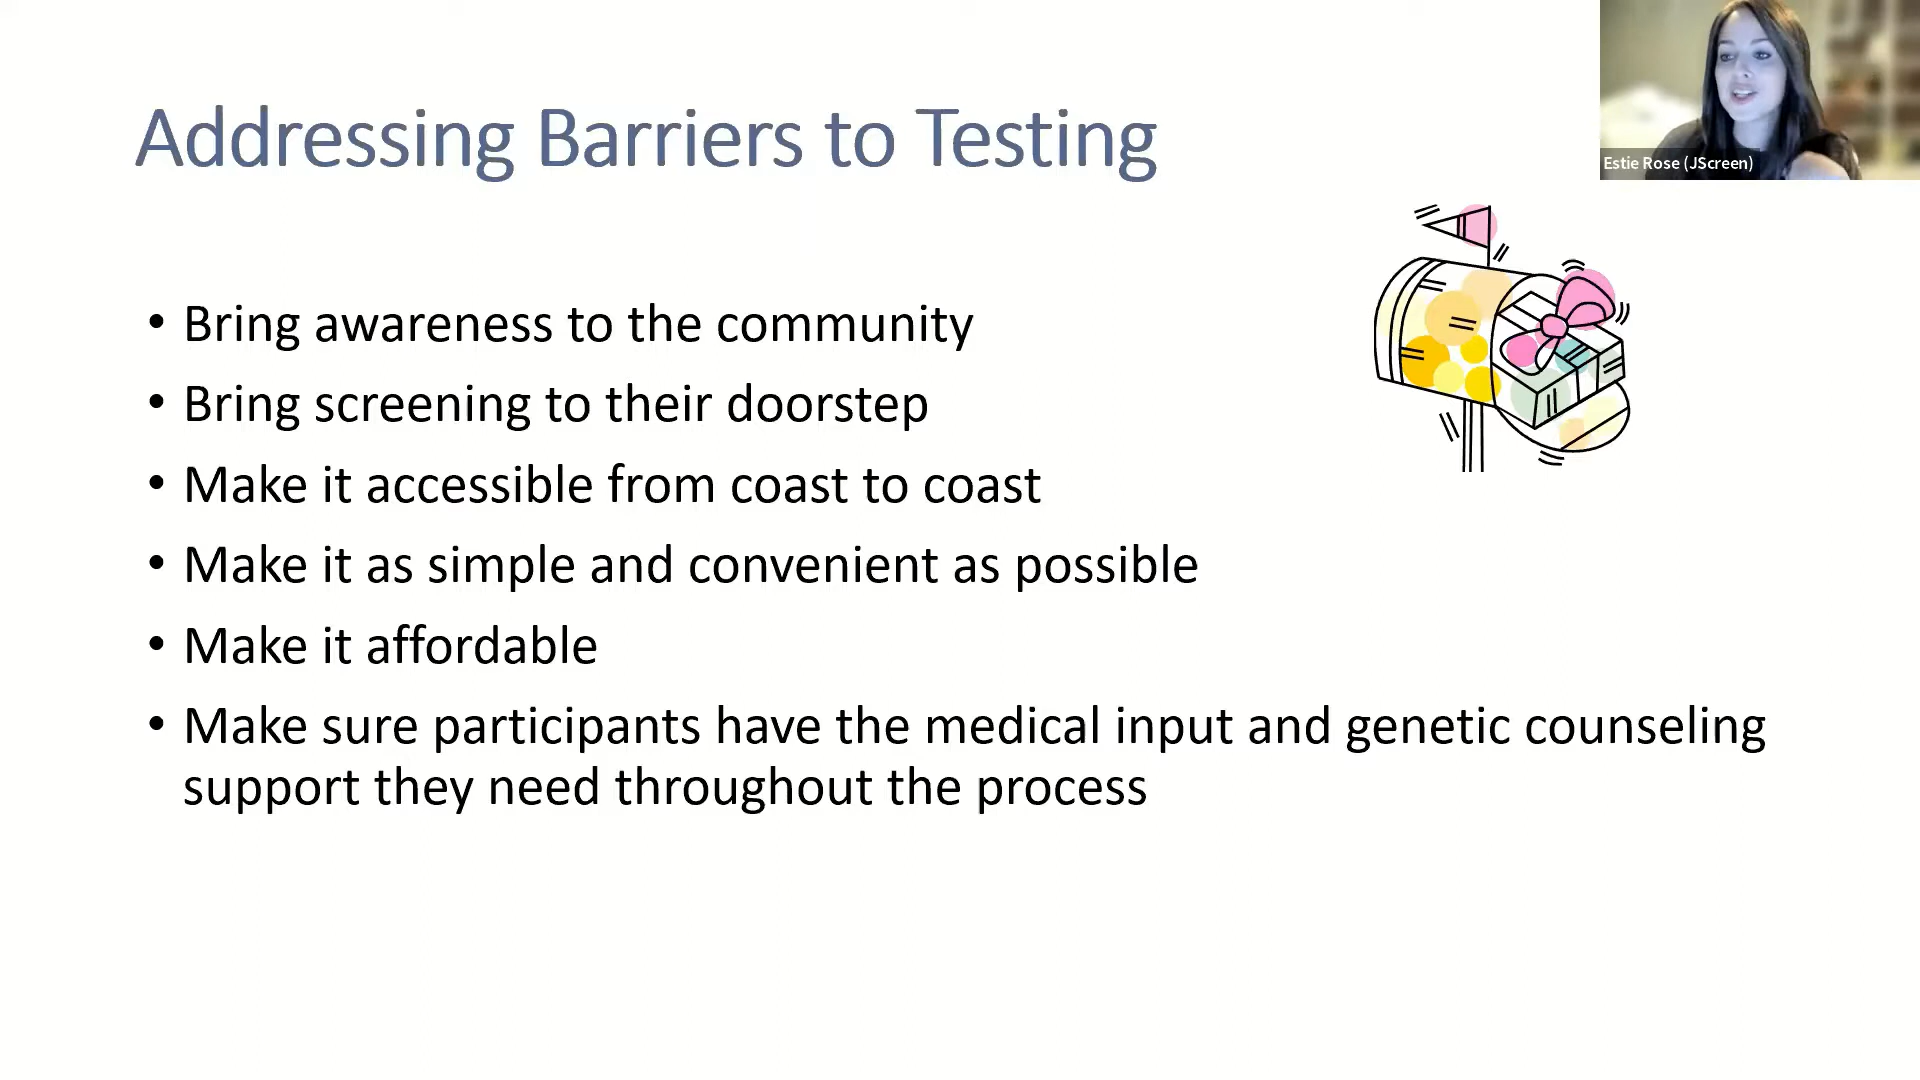 Estie Rose (JScreen)
Addressing Barriers to Testing
• Bring awareness to the community
• Bring screening to their doorstep
• Make it accessible from coast to coast
• Make it as simple and convenient as possible
• Make it affordable
• Make sure participants have the medical input and genetic counseling
support they need throughout the process